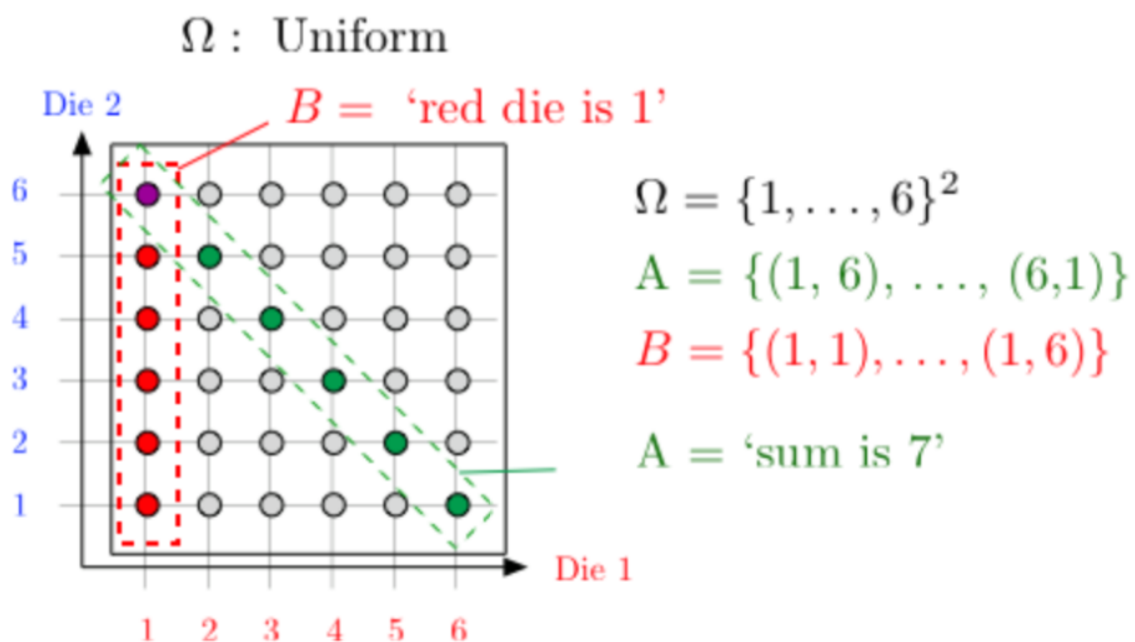 Ω : Uniform
Die 2
B = ‘red die is 1’
6
5
4
3
2
1
Ω = {1, . . . , 6}²
A = {(1, 6), . . . , (6,1)}
B = {(1, 1), . . . , (1, 6)}
A = ‘sum is 7’
Die 1
1 2 3 4 5 6